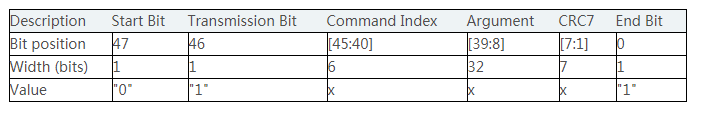 Description Start Bit Transmission Bit Command Index Argument CRC7 End Bit
Bit position 47 46 [45:40] [39:8] [7:1] 0
Width (bits) 1 1 6 32 7 1
Value "0" "1" x x x "1"